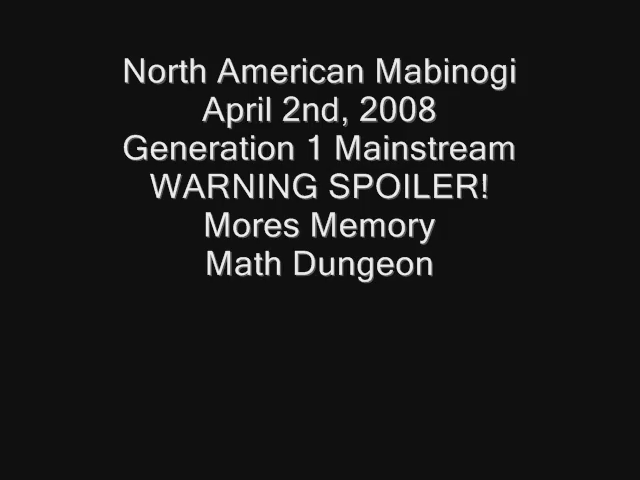 North American Mabinogi
April 2nd, 2008
Generation 1 Mainstream
WARNING SPOILER!
Mores Memory
Math Dungeon